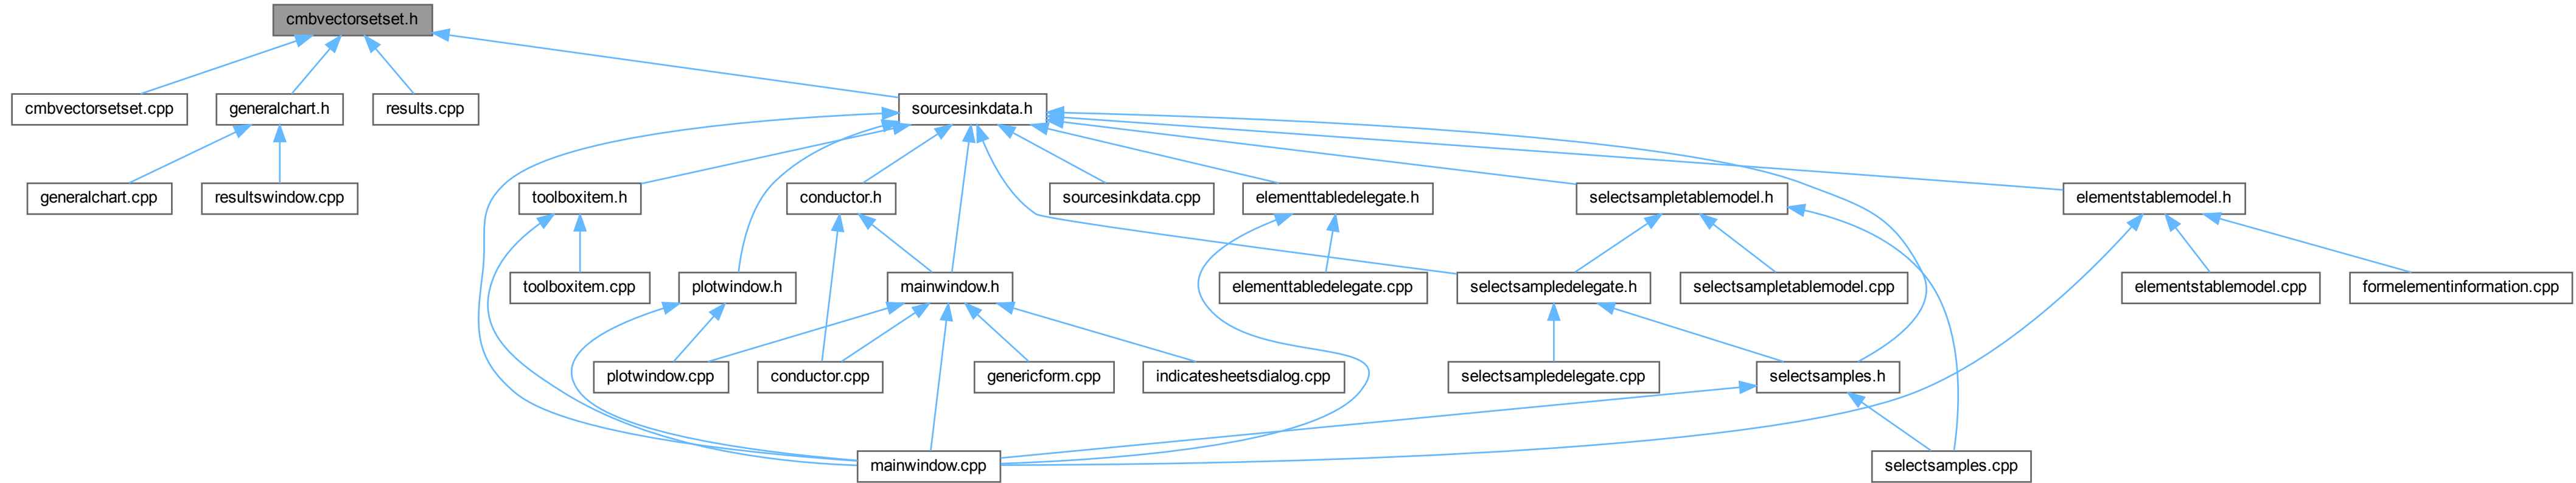 cmbvectorsetset.h
cmbvectorsetset.cpp
generalchart.h
results.cpp
sourcesinkdata.h
generalchart.cpp
resultswindow.cpp
toolboxitem.h
conductor.h
sourcesinkdata.cpp
elementtabledelegate.h
selectsampletablemodel.h
elementstablemodel.h
toolboxitem.cpp
plotwindow.h
mainwindow.h
elementtabledelegate.cpp
selectsampledelegate.h
selectsampletablemodel.cpp
elementstablemodel.cpp
formelementinformation.cpp
plotwindow.cpp
conductor.cpp
genericform.cpp
indicatesheetsdialog.cpp
selectsampledelegate.cpp
selectsamples.h
mainwindow.cpp
selectsamples.cpp